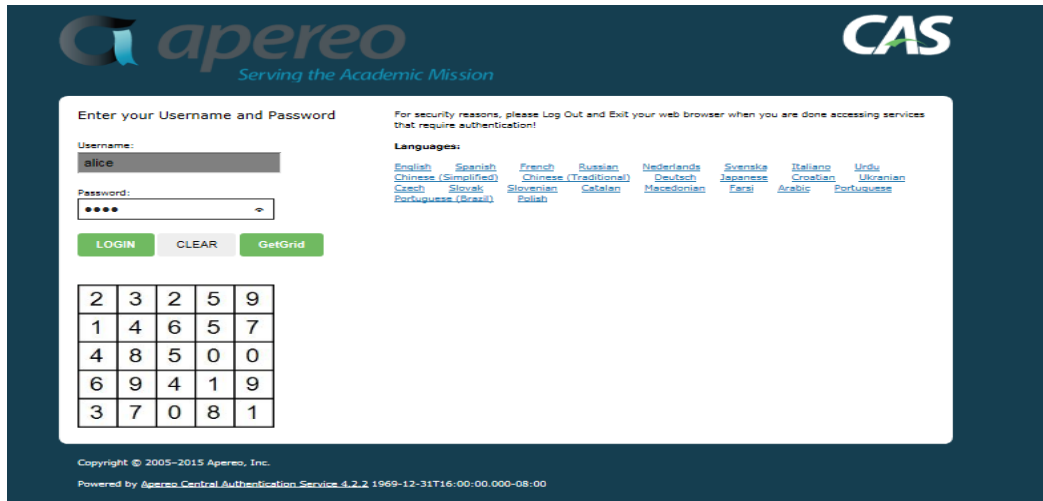 apereo
Serving the Academic Mission
CAS
Enter your Username and Password
Username:
alice
Password:
••••
LOGIN CLEAR GetGrid
2 3 2 5 9
1 4 6 5 7
4 8 5 0 0
6 9 4 1 9
3 7 0 8 1
For security reasons, please Log Out and Exit your web browser when you are done accessing services
that require authentication!
Languages:
English Spanish French Russian Nederlands Svenska Italiano Urdu
Chinese (Simplified) Chinese (Traditional) Deutsch Japanese Croatian Ukranian
Czech Slovak Slovenian Catalan Macedonian Farsi Arabic Portuguese
Portuguese (Brazil) Polish
Copyright © 2005–2015 Apereo, Inc.
Powered by Apereo Central Authentication Service 4.2.2 1969-12-31T16:00:00.000-08:00